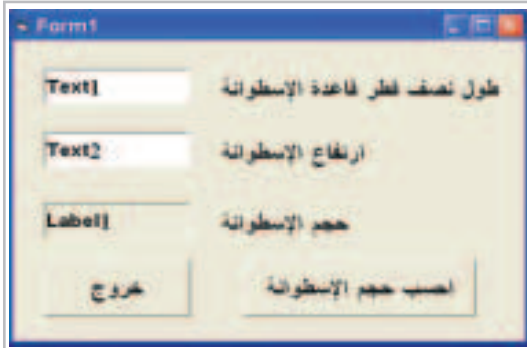 Form1
طول نصف قطر قاعدة الإسطوانة Text1
ارتفاع الإسطوانة Text2
حجم الإسطوانة Label1
احسب حجم الإسطوانة خروج